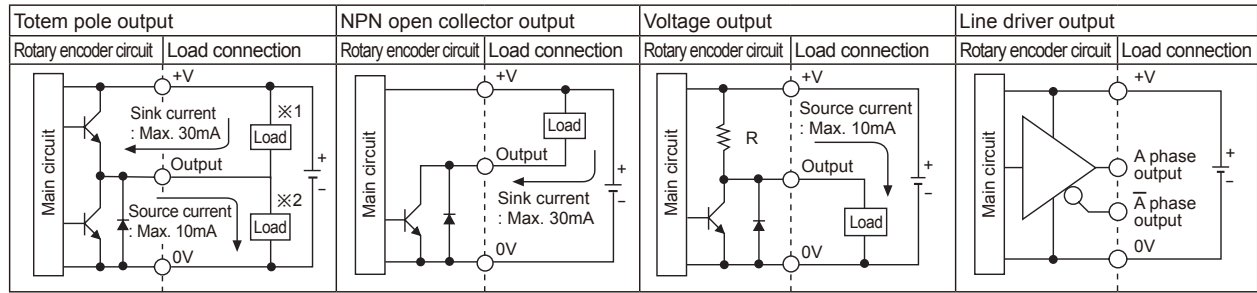 Totem pole output
Rotary encoder circuit
Load connection
+V
Sink current
: Max. 30mA
※1
Load
Main circuit
Output
+
−
Source current
: Max. 10mA
※2
Load
0V
NPN open collector output
Rotary encoder circuit
Load connection
+V
Load
Main circuit
Output
+
−
Sink current
: Max. 30mA
0V
Voltage output
Rotary encoder circuit
Load connection
+V
Source current
: Max. 10mA
R
Main circuit
Output
+
−
Load
0V
Line driver output
Rotary encoder circuit
Load connection
+V
Main circuit
A phase
output
+
−
A̅ phase
output
0V